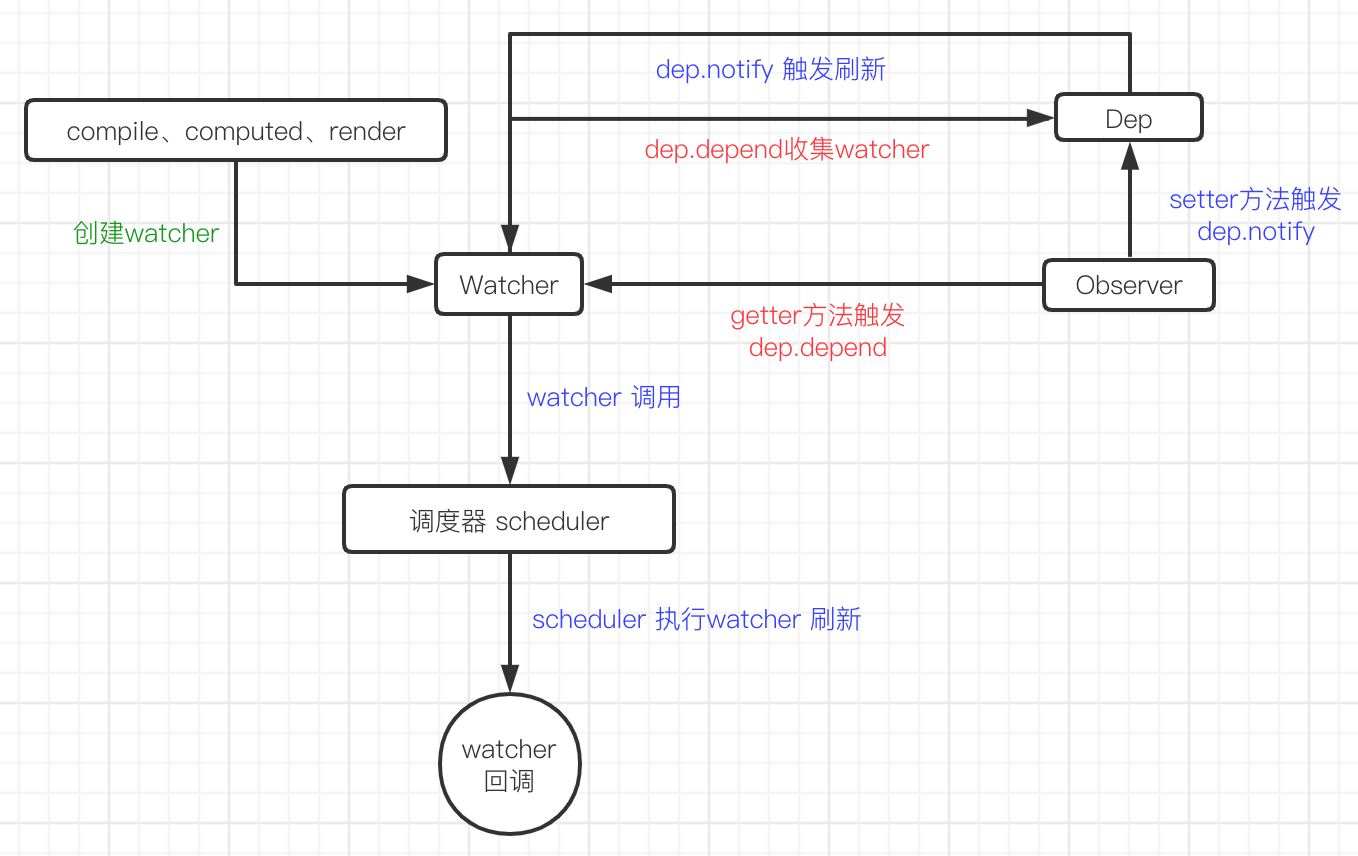 dep.notify 触发刷新
compile、computed、render
Dep
dep.depend收集watcher
setter方法触发
dep.notify
创建watcher
Watcher
Observer
getter方法触发
dep.depend
watcher 调用
调度器 scheduler
scheduler 执行watcher 刷新
watcher
回调